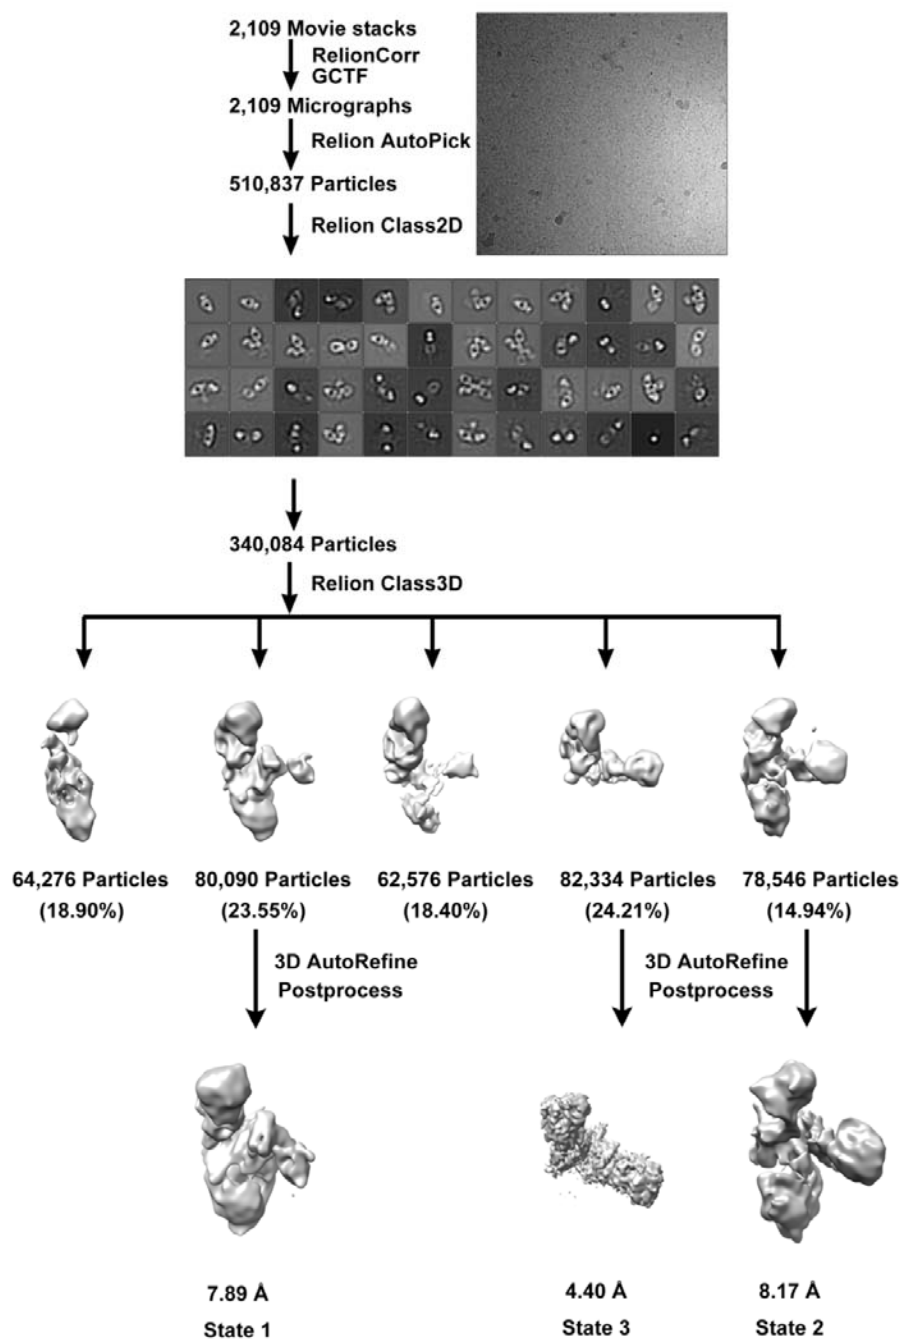 2,109 Movie stacks
RelionCorr
GCTF
2,109 Micrographs
Relion AutoPick
510,837 Particles
Relion Class2D
340,084 Particles
Relion Class3D
64,276 Particles
(18.90%)
80,090 Particles
(23.55%)
62,576 Particles
(18.40%)
82,334 Particles
(24.21%)
78,546 Particles
(14.94%)
3D AutoRefine
Postprocess
3D AutoRefine
Postprocess
7.89 Å
State 1
4.40 Å
State 3
8.17 Å
State 2